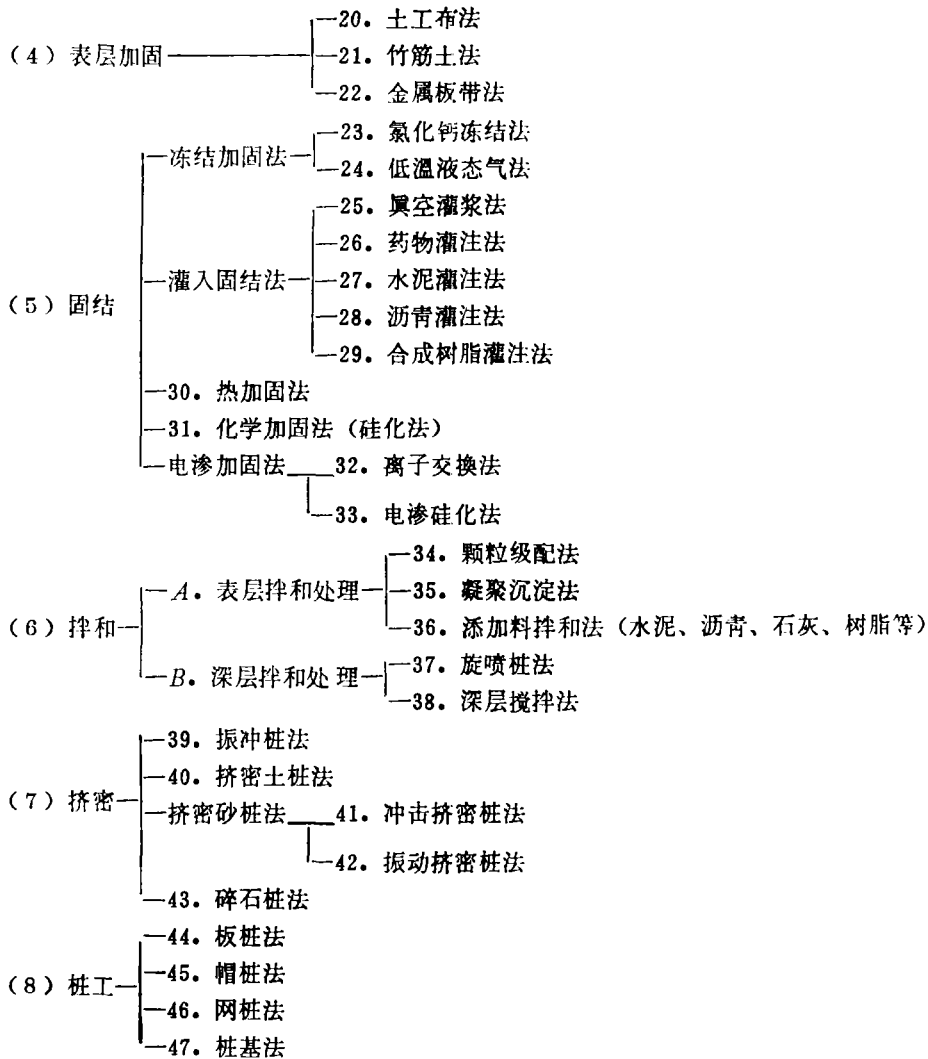 20. 土工布法
(4) 表层加固
21. 竹筋土法
22. 金属板带法
23. 氯化钙冻结法
冻结加固法
24. 低温液态气法
25. 真空灌浆法
26. 药物灌注法
灌入固结法
27. 水泥灌注法
(5) 固结
28. 沥青灌注法
29. 合成树脂灌注法
30. 热加固法
31. 化学加固法（硅化法）
电渗加固法 32. 离子交换法
33. 电渗硅化法
34. 颗粒级配法
A. 表层拌和处理
35. 凝聚沉淀法
(6) 拌和
36. 添加料拌和法（水泥、沥青、石灰、树脂等）
37. 旋喷桩法
B. 深层拌和处理
38. 深层搅拌法
39. 振冲桩法
40. 挤密土桩法
(7) 挤密
挤密砂桩法 41. 冲击挤密桩法
42. 振动挤密桩法
43. 碎石桩法
44. 板桩法
45. 帽桩法
(8) 桩工
46. 网桩法
47. 桩基法